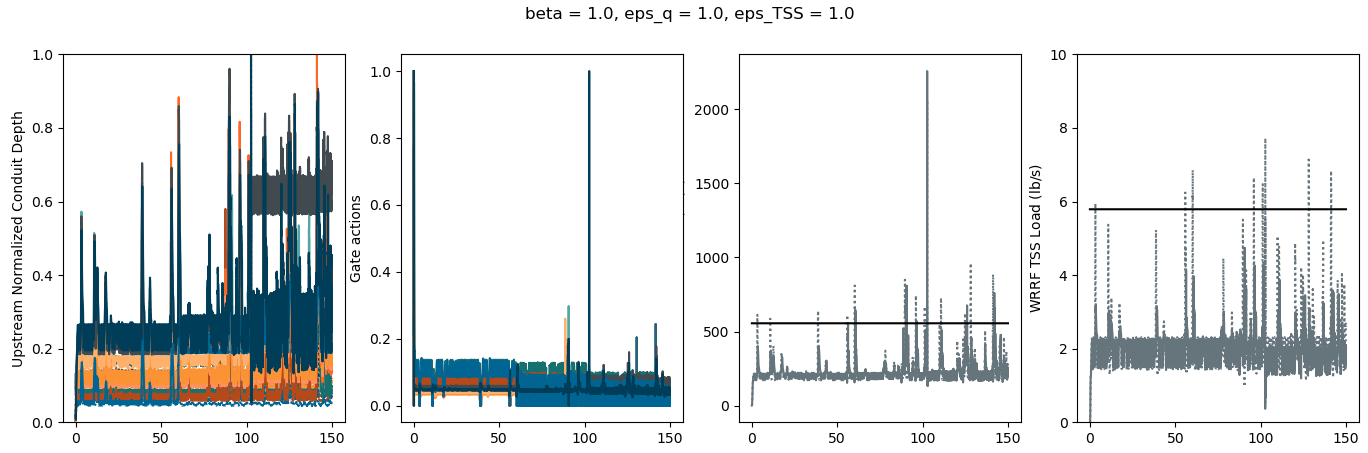 beta = 1.0, eps_q = 1.0, eps_TSS = 1.0
Upstream Normalized Conduit Depth
1.0
0.8
0.6
0.4
0.2
0.0
0 50 100 150
Gate actions
1.0
0.8
0.6
0.4
0.2
0.0
0 50 100 150
2000
1500
1000
500
0
0 50 100 150
WRRF TSS Load (lb/s)
10
8
6
4
2
0
0 50 100 150